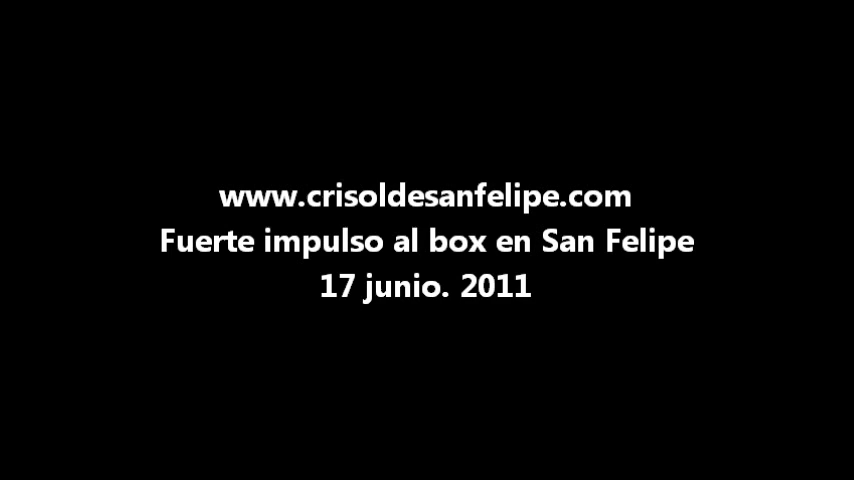 www.crisoldesanfelipe.com
Fuerte impulso al box en San Felipe
17 junio. 2011